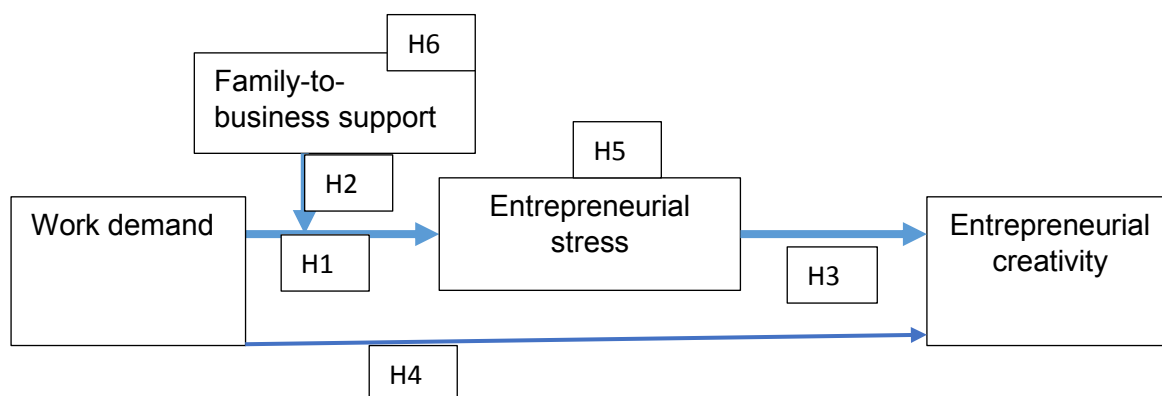 H6
Family-to-
business support
H5
H2
Work demand
Entrepreneurial
stress
Entrepreneurial
creativity
H1
H3
H4